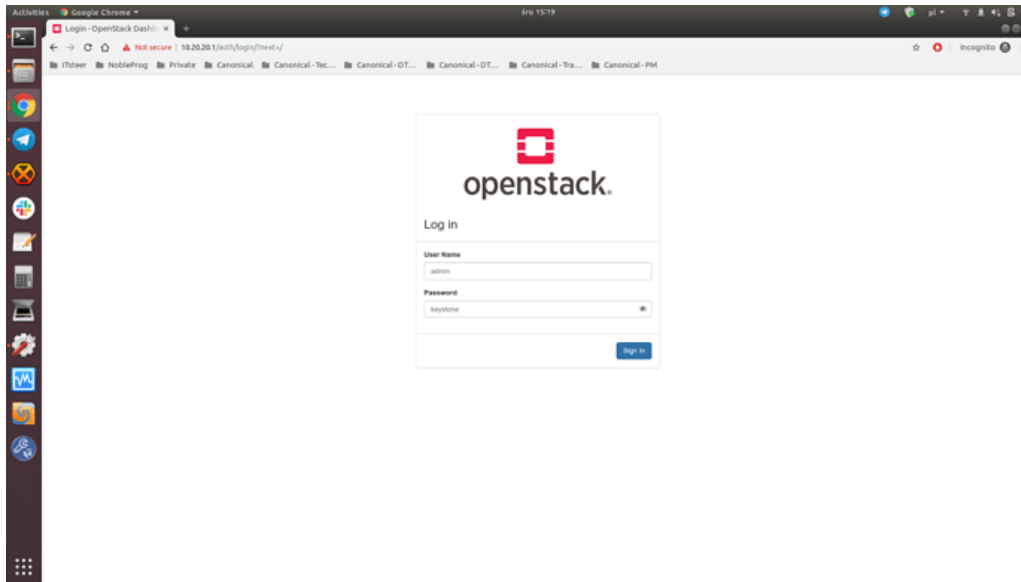 Activities Google Chrome śro 15:19 pl
Login - OpenStack Dashb
Not secure 10.20.20.1/auth/login/?next=/ Incognito
ITsteer NobleProg Private Canonical Canonical-Tec... Canonical-DT... Canonical-DT... Canonical-Tra... Canonical-PM
openstack.
Log in
User Name
admin
Password
keystone
Sign In